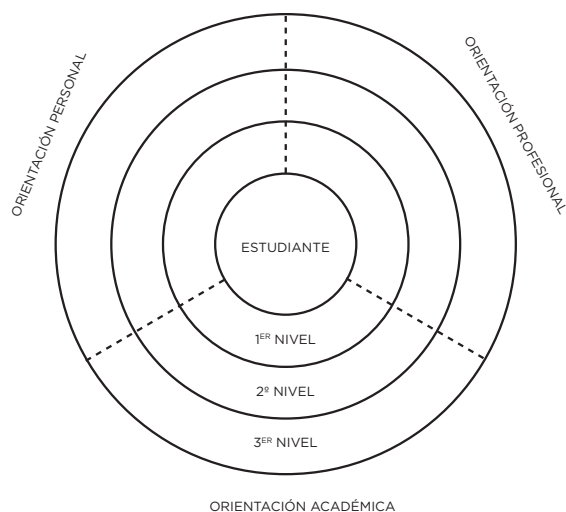 ORIENTACIÓN PERSONAL
ORIENTACIÓN PROFESIONAL
ESTUDIANTE
1ER NIVEL
2º NIVEL
3ER NIVEL
ORIENTACIÓN ACADÉMICA